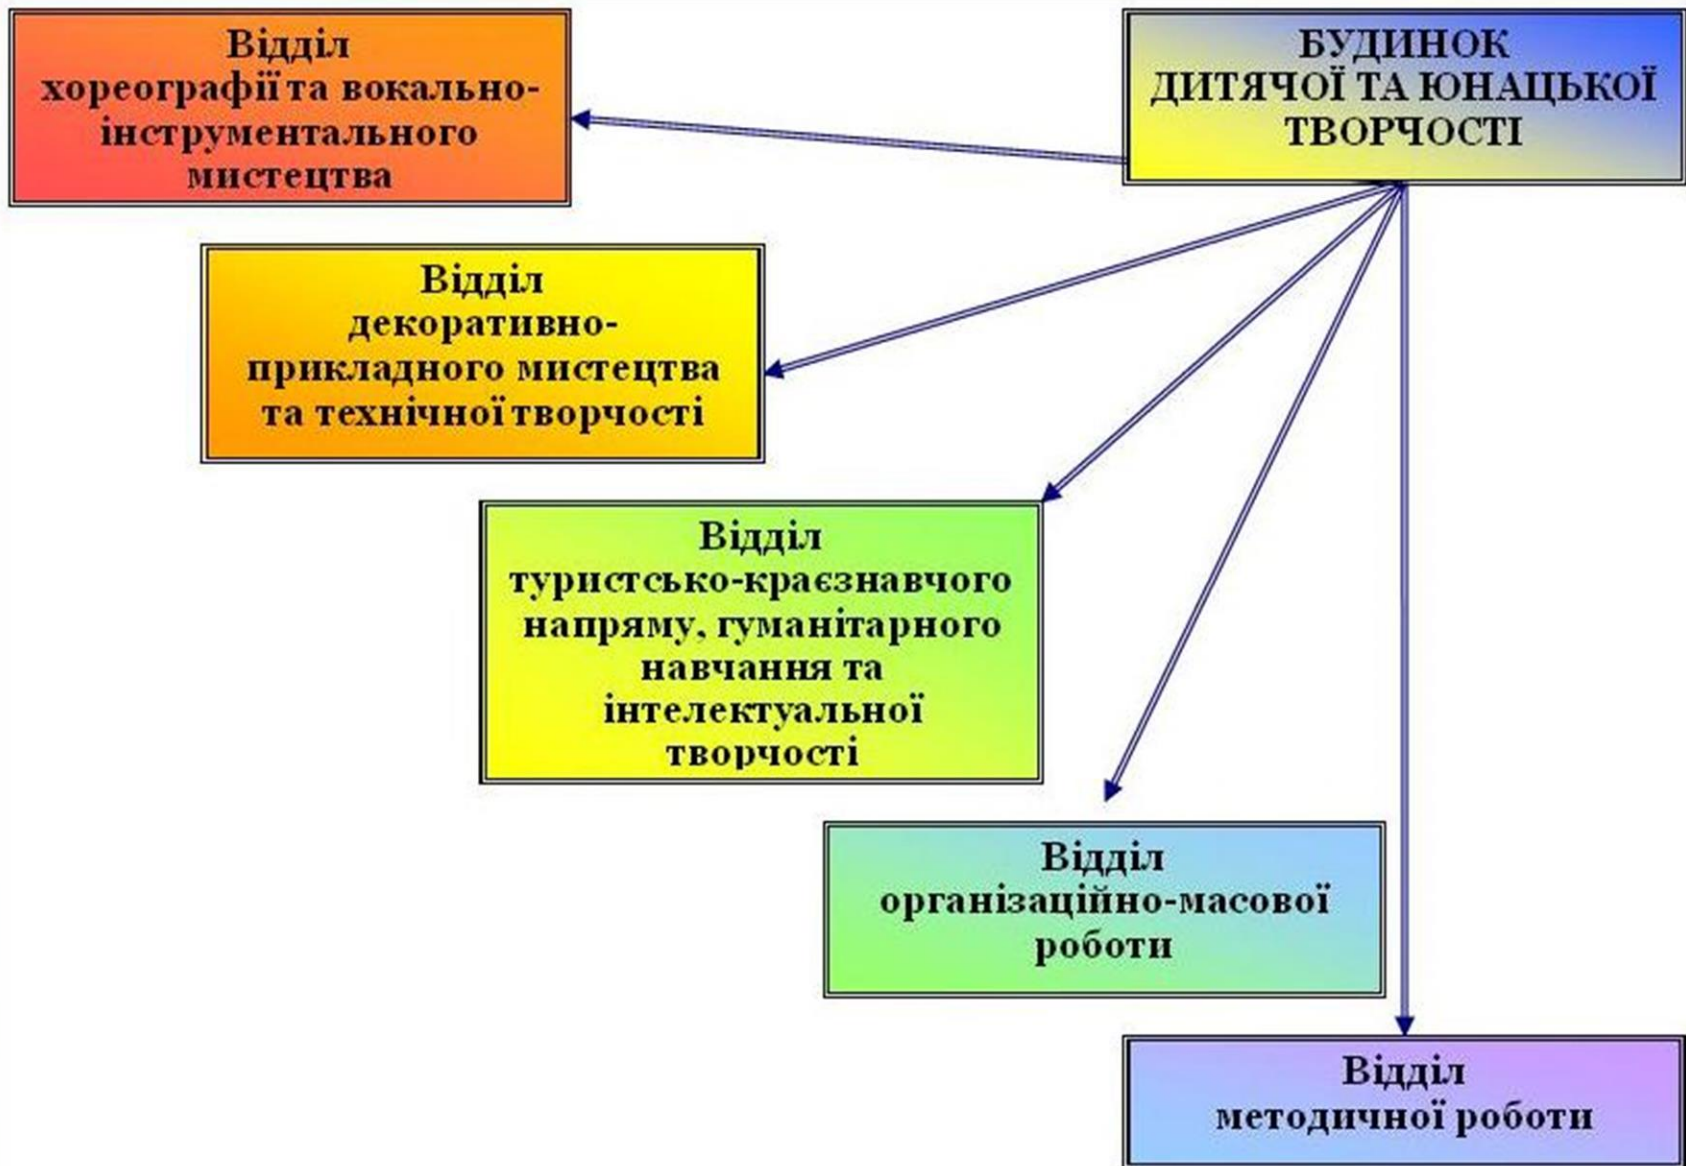 Відділ
хореографії та вокально-
інструментального
мистецтва
БУДИНОК
ДИТЯЧОЇ ТА ЮНАЦЬКОЇ
ТВОРЧОСТІ
Відділ
декоративно-
прикладного мистецтва
та технічної творчості
Відділ
туристсько-краєзнавчого
напряму, гуманітарного
навчання та
інтелектуальної
творчості
Відділ
організаційно-масової
роботи
Відділ
методичної роботи